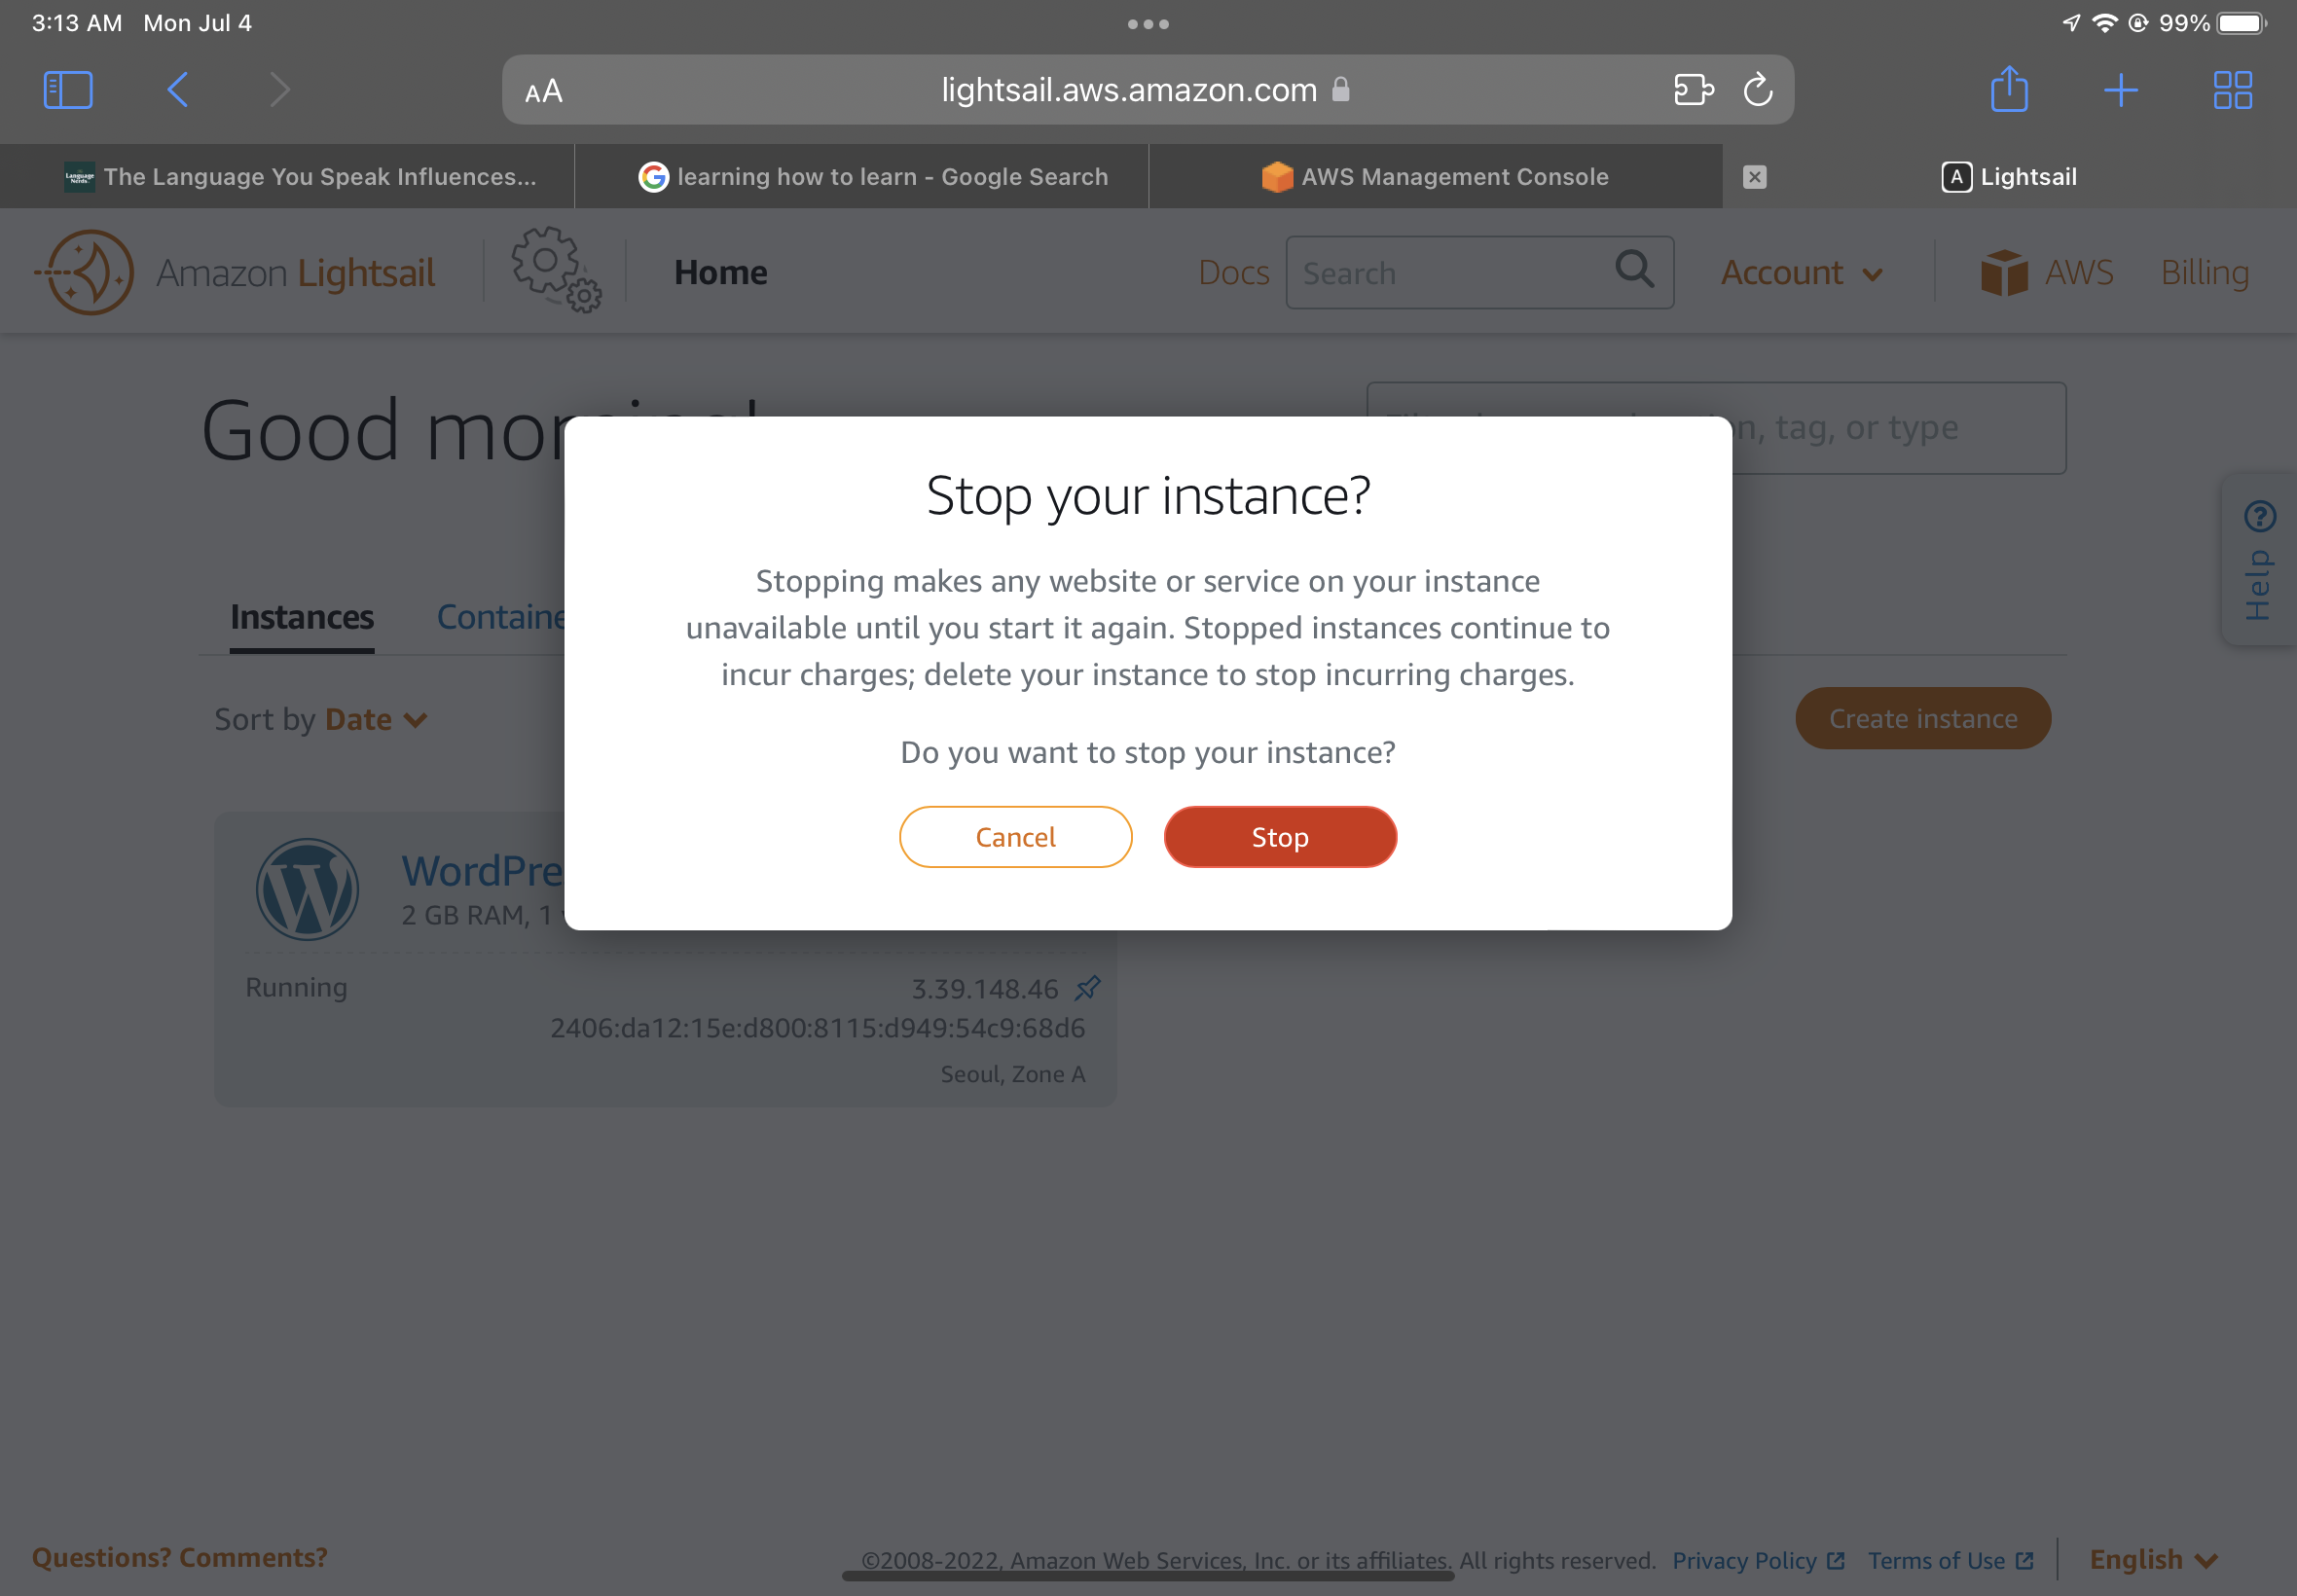 3:13 AM Mon Jul 4
99%
AA
lightsail.aws.amazon.com
Language
The Language You Speak Influences...
learning how to learn - Google Search
AWS Management Console
A Lightsail
Amazon Lightsail
Home
Docs
Search
Account
AWS
Billing
Good
n, tag, or type
Stop your instance?
Stopping makes any website or service on your instance
unavailable until you start it again. Stopped instances continue to
incur charges; delete your instance to stop incurring charges.
Do you want to stop your instance?
Cancel
Stop
Help
Instances
Containe
Sort by Date
Create instance
WordPre
2 GB RAM, 1
Running
3.39.148.46
2406:da12:15e:d800:8115:d949:54c9:68d6
Seoul, Zone A
Questions? Comments?
©2008-2022, Amazon Web Services, Inc. or its affiliates. All rights reserved.
Privacy Policy
Terms of Use
English